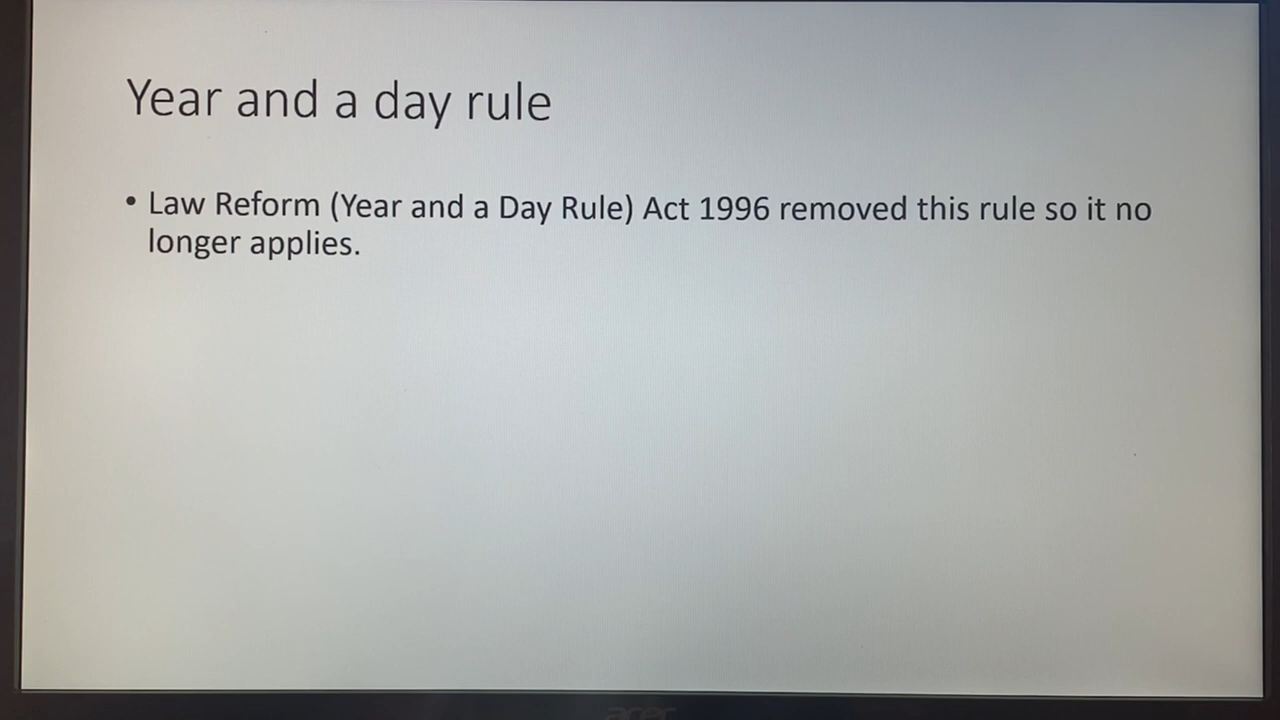 Year and a day rule
• Law Reform (Year and a Day Rule) Act 1996 removed this rule so it no
longer applies.
acer